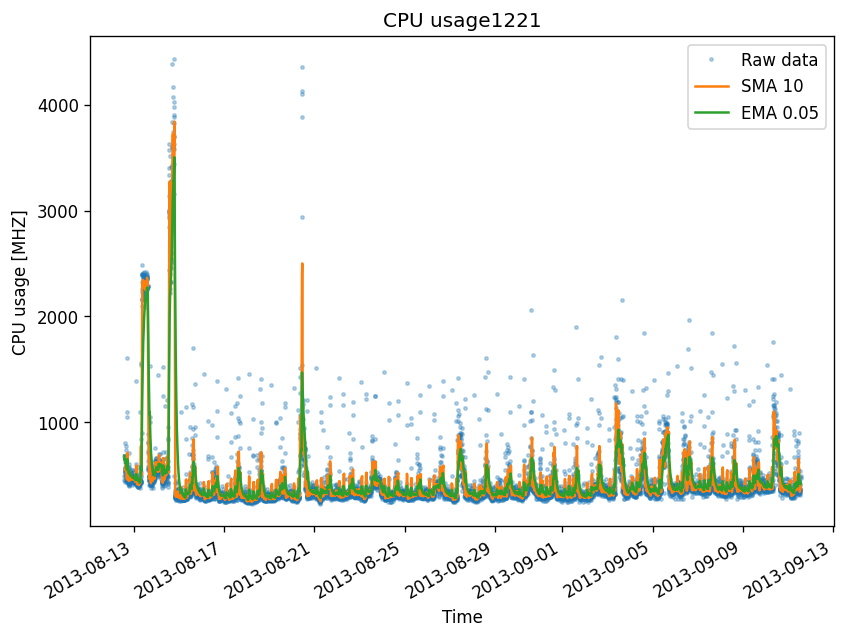 CPU usage1221
Raw data
SMA 10
EMA 0.05
CPU usage [MHZ]
4000
3000
2000
1000
2013-08-13
2013-08-17
2013-08-21
2013-08-25
2013-08-29
2013-09-01
2013-09-05
2013-09-09
2013-09-13
Time